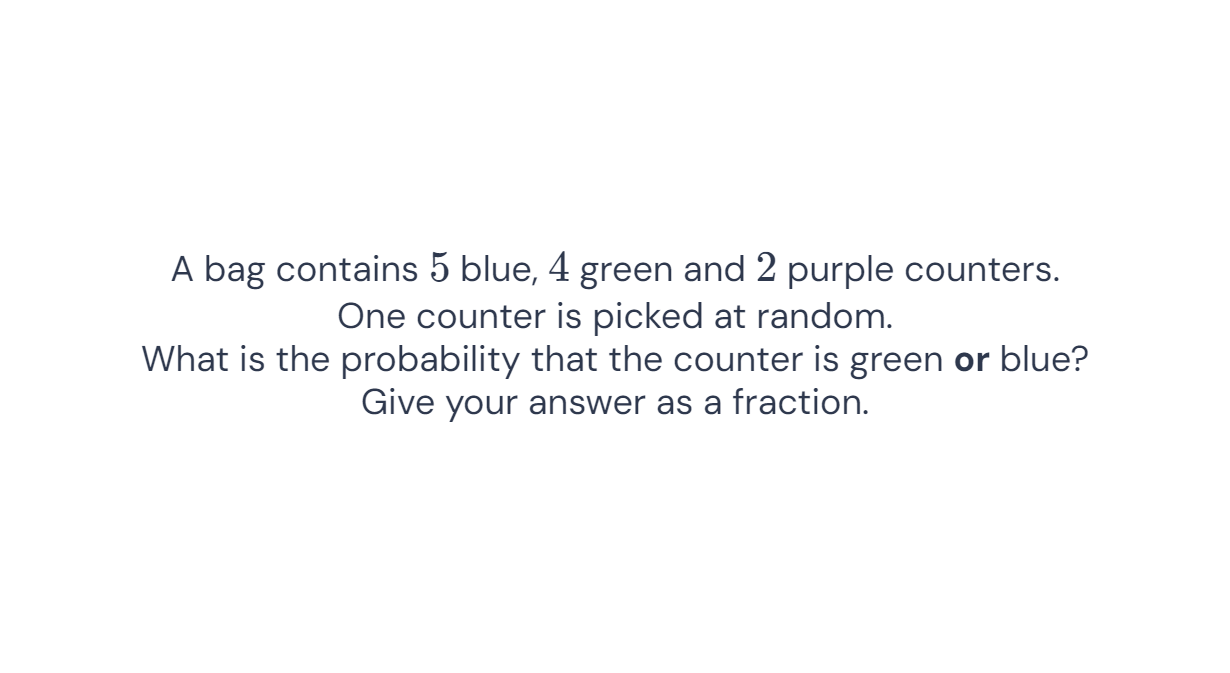 A bag contains 5 blue, 4 green and 2 purple counters.
One counter is picked at random.
What is the probability that the counter is green or blue?
Give your answer as a fraction.